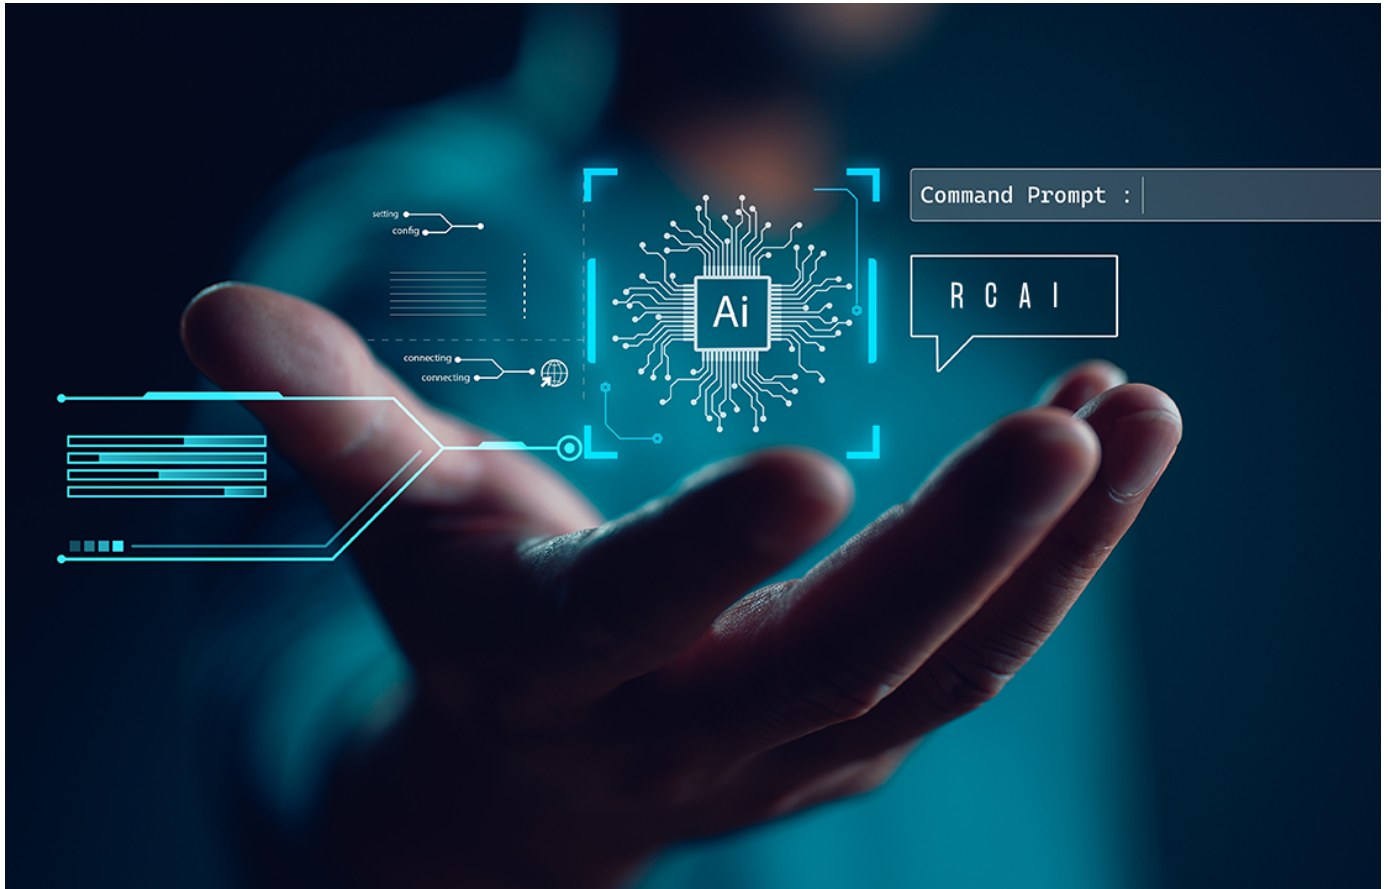 Command Prompt :
setting
config
Ai
R C A I
connecting
connecting